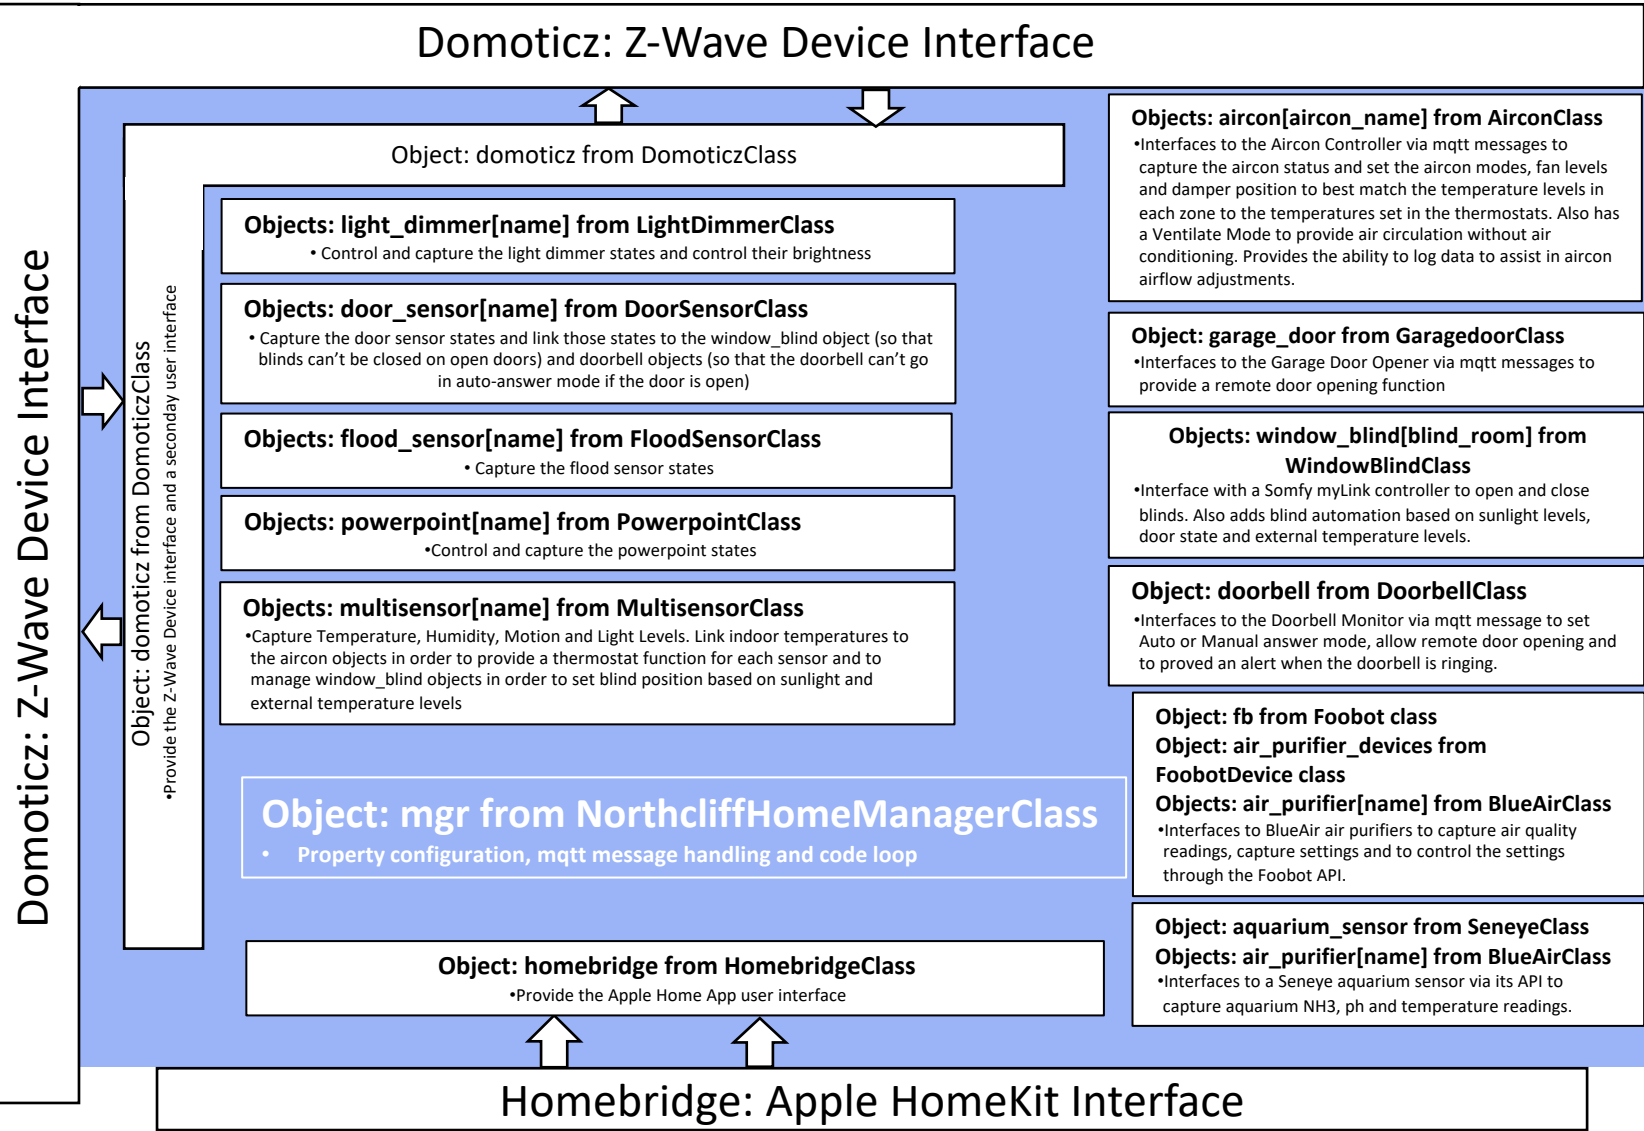 Domoticz: Z-Wave Device Interface
Domoticz: Z-Wave Device Interface
Object: domoticz from DomoticzClass
Object: domoticz from DomoticzClass
•Provide the Z-Wave Device interface and a seconday user interface
Objects: light_dimmer[name] from LightDimmerClass
• Control and capture the light dimmer states and control their brightness
Objects: door_sensor[name] from DoorSensorClass
• Capture the door sensor states and link those states to the window_blind object (so that
blinds can’t be closed on open doors) and doorbell objects (so that the doorbell can’t go
in auto-answer mode if the door is open)
Objects: flood_sensor[name] from FloodSensorClass
• Capture the flood sensor states
Objects: powerpoint[name] from PowerpointClass
•Control and capture the powerpoint states
Objects: multisensor[name] from MultisensorClass
•Capture Temperature, Humidity, Motion and Light Levels. Link indoor temperatures to
the aircon objects in order to provide a thermostat function for each sensor and to
manage window_blind objects in order to set blind position based on sunlight and
external temperature levels
Object: mgr from NorthcliffHomeManagerClass
• Property configuration, mqtt message handling and code loop
Object: homebridge from HomebridgeClass
•Provide the Apple Home App user interface
Objects: aircon[aircon_name] from AirconClass
•Interfaces to the Aircon Controller via mqtt messages to
capture the aircon status and set the aircon modes, fan levels
and damper position to best match the temperature levels in
each zone to the temperatures set in the thermostats. Also has
a Ventilate Mode to provide air circulation without air
conditioning. Provides the ability to log data to assist in aircon
airflow adjustments.
Object: garage_door from GaragedoorClass
•Interfaces to the Garage Door Opener via mqtt messages to
provide a remote door opening function
Objects: window_blind[blind_room] from
WindowBlindClass
•Interface with a Somfy myLink controller to open and close
blinds. Also adds blind automation based on sunlight levels,
door state and external temperature levels.
Object: doorbell from DoorbellClass
•Interfaces to the Doorbell Monitor via mqtt message to set
Auto or Manual answer mode, allow remote door opening and
to proved an alert when the doorbell is ringing.
Object: fb from Foobot class
Object: air_purifier_devices from
FoobotDevice class
Objects: air_purifier[name] from BlueAirClass
•Interfaces to BlueAir air purifiers to capture air quality
readings, capture settings and to control the settings
through the Foobot API.
Object: aquarium_sensor from SeneyeClass
Objects: air_purifier[name] from BlueAirClass
•Interfaces to a Seneye aquarium sensor via its API to
capture aquarium NH3, ph and temperature readings.
Homebridge: Apple HomeKit Interface